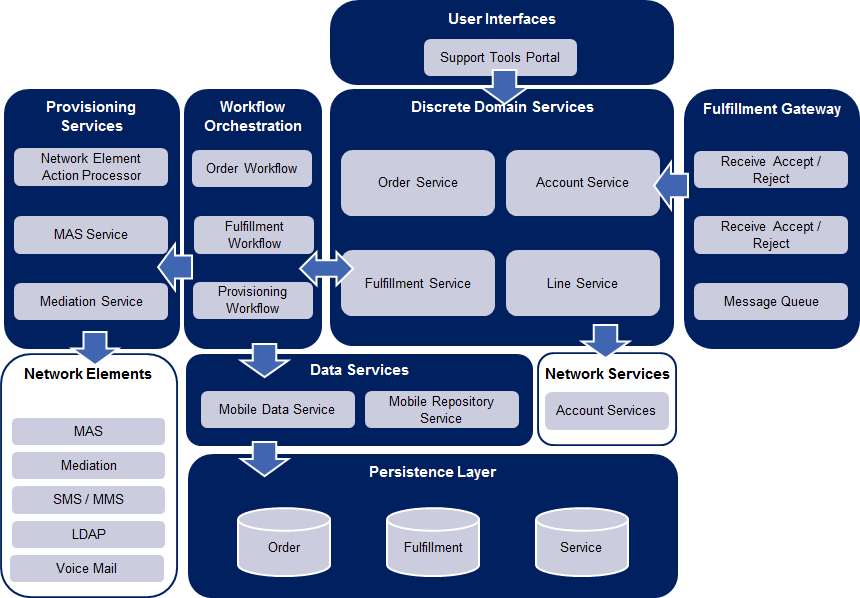 User Interfaces
Support Tools Portal
Provisioning
Services
Network Element
Action Processor
MAS Service
Mediation Service
Workflow
Orchestration
Order Workflow
Fulfillment
Workflow
Provisioning
Workflow
Discrete Domain Services
Order Service
Account Service
Fulfillment Service
Line Service
Fulfillment Gateway
Receive Accept /
Reject
Receive Accept /
Reject
Message Queue
Network Elements
MAS
Mediation
SMS / MMS
LDAP
Voice Mail
Data Services
Mobile Data Service
Mobile Repository
Service
Network Services
Account Services
Persistence Layer
Order
Fulfillment
Service